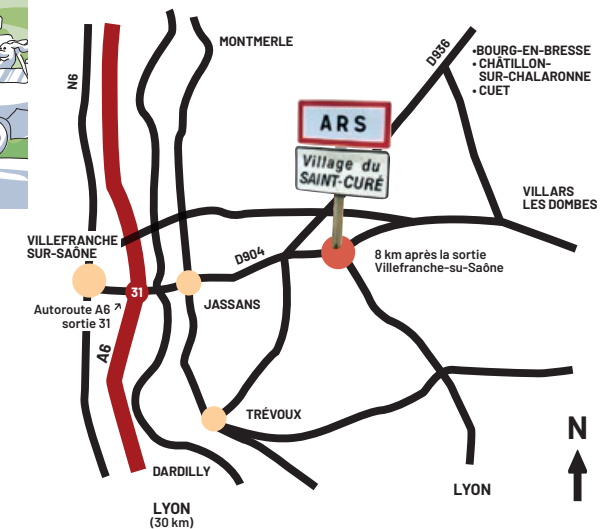 MONTMERLE
N6
D936
•BOURG-EN-BRESSE
• CHÂTILLON-
SUR-CHALARONNE
• CUET
ARS
Village du
SAINT-CURÉ
VILLARS
LES DOMBES
VILLEFRANCHE
SUR-SAÔNE
D904
8 km après la sortie
Villefranche-su-Saône
31
JASSANS
Autoroute A6
sortie 31
A6
TRÉVOUX
N
DARDILLY
LYON
(30 km)
LYON